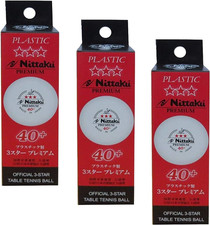 PLASTIC
Nittaku
PREMIUM
40+
プラスチック製
3スター プレミアム
OFFICIAL 3-STAR
TABLE TENNIS BALL
PLASTIC
Nittaku
PREMIUM
40+
プラスチック製
3スター プレミアム
OFFICIAL 3-STAR
TABLE TENNIS BALL
PLASTIC
Nittaku
PREMIUM
40+
プラスチック製
3スター プレミアム
OFFICIAL 3-STAR
TABLE TENNIS BALL